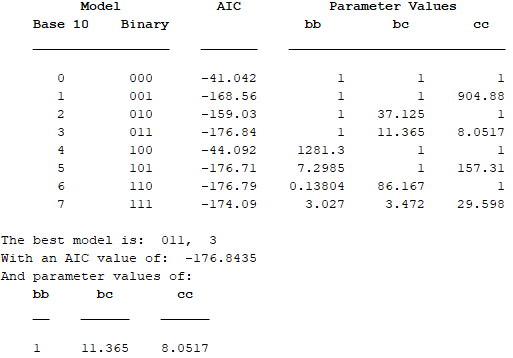 Model AIC Parameter Values
Base 10 Binary bb bc cc
0 000 -41.042 1 1 1
1 001 -168.56 1 1 904.88
2 010 -159.03 1 37.125 1
3 011 -176.84 1 11.365 8.0517
4 100 -44.092 1281.3 1 1
5 101 -176.71 7.2985 1 157.31
6 110 -176.79 0.13804 86.167 1
7 111 -174.09 3.027 3.472 29.598
The best model is: 011, 3
With an AIC value of: -176.8435
And parameter values of:
bb bc cc
1 11.365 8.0517